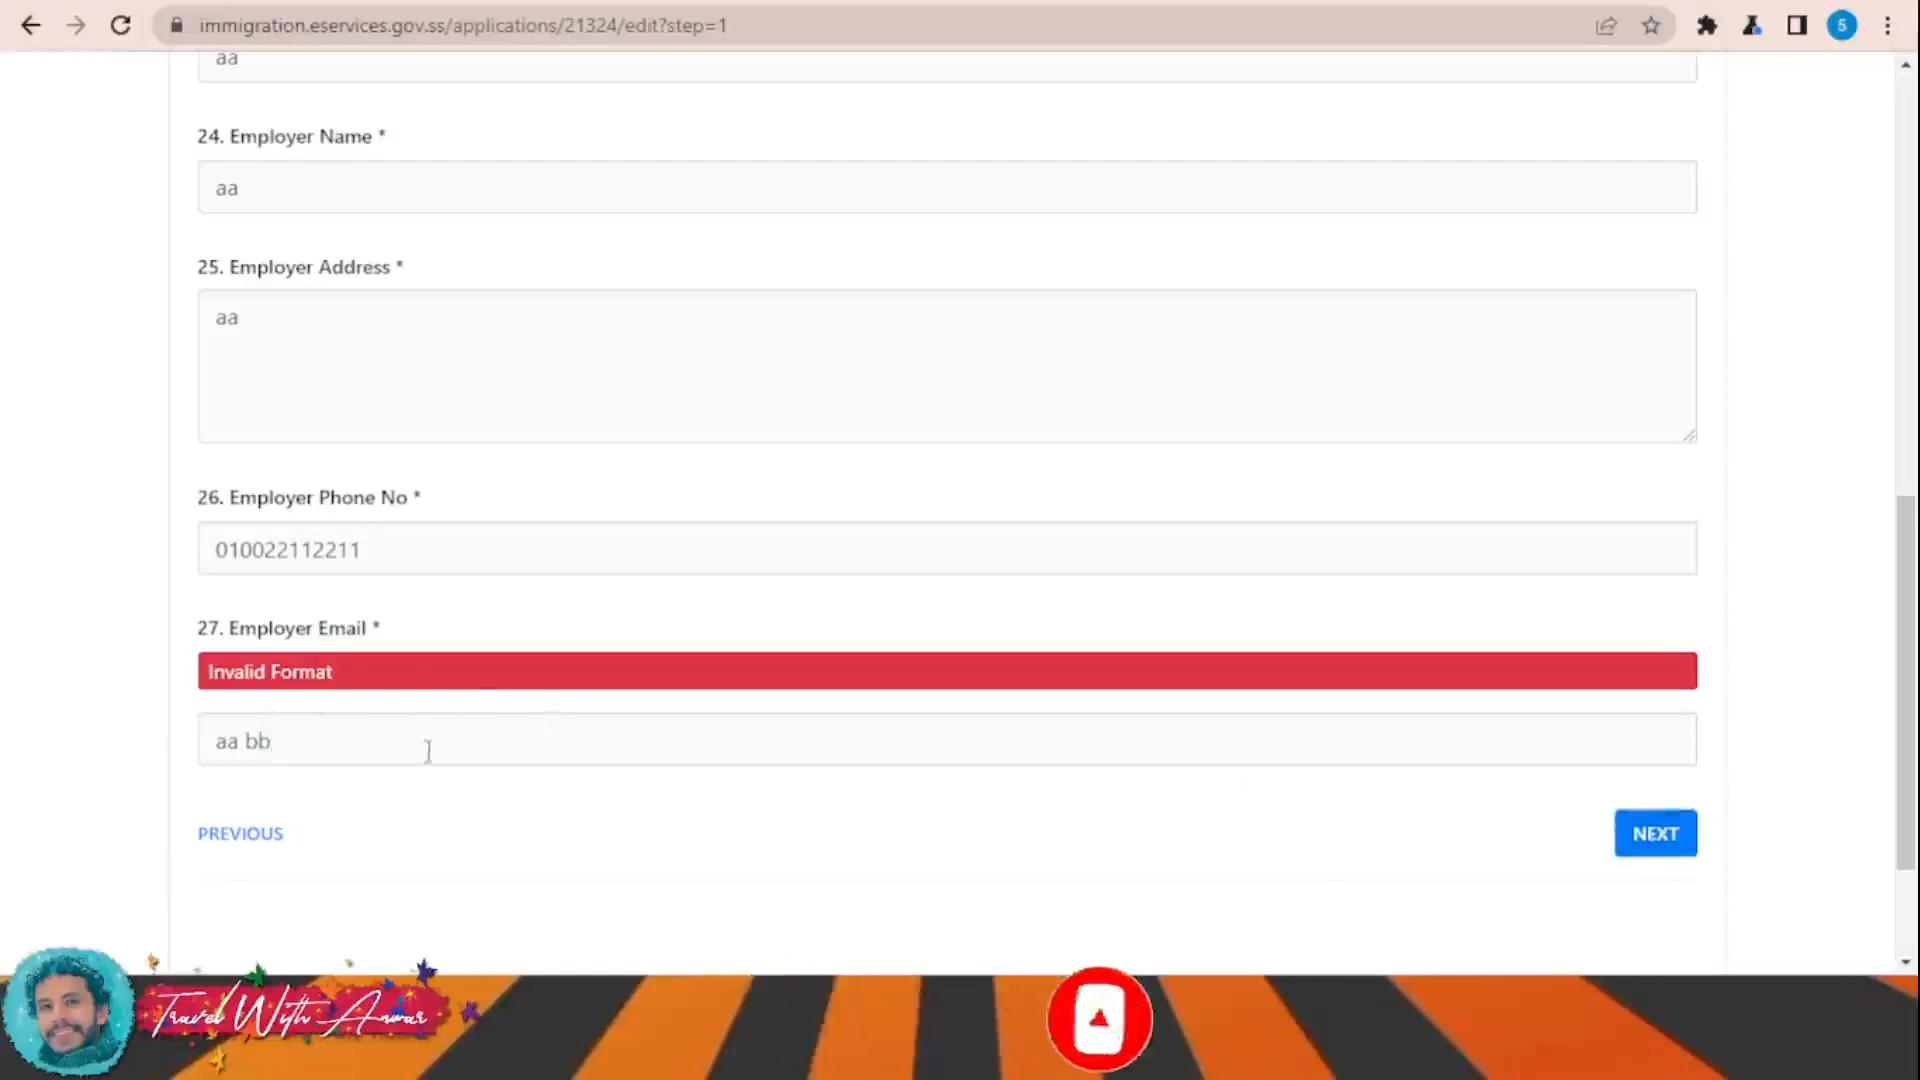 immigration.eservices.gov.ss/applications/21324/edit?step=1
5
aa
24. Employer Name *
aa
25. Employer Address *
aa
26. Employer Phone No *
010022112211
27. Employer Email *
Invalid Format
aa bb
PREVIOUS
NEXT
Travel With Anwar